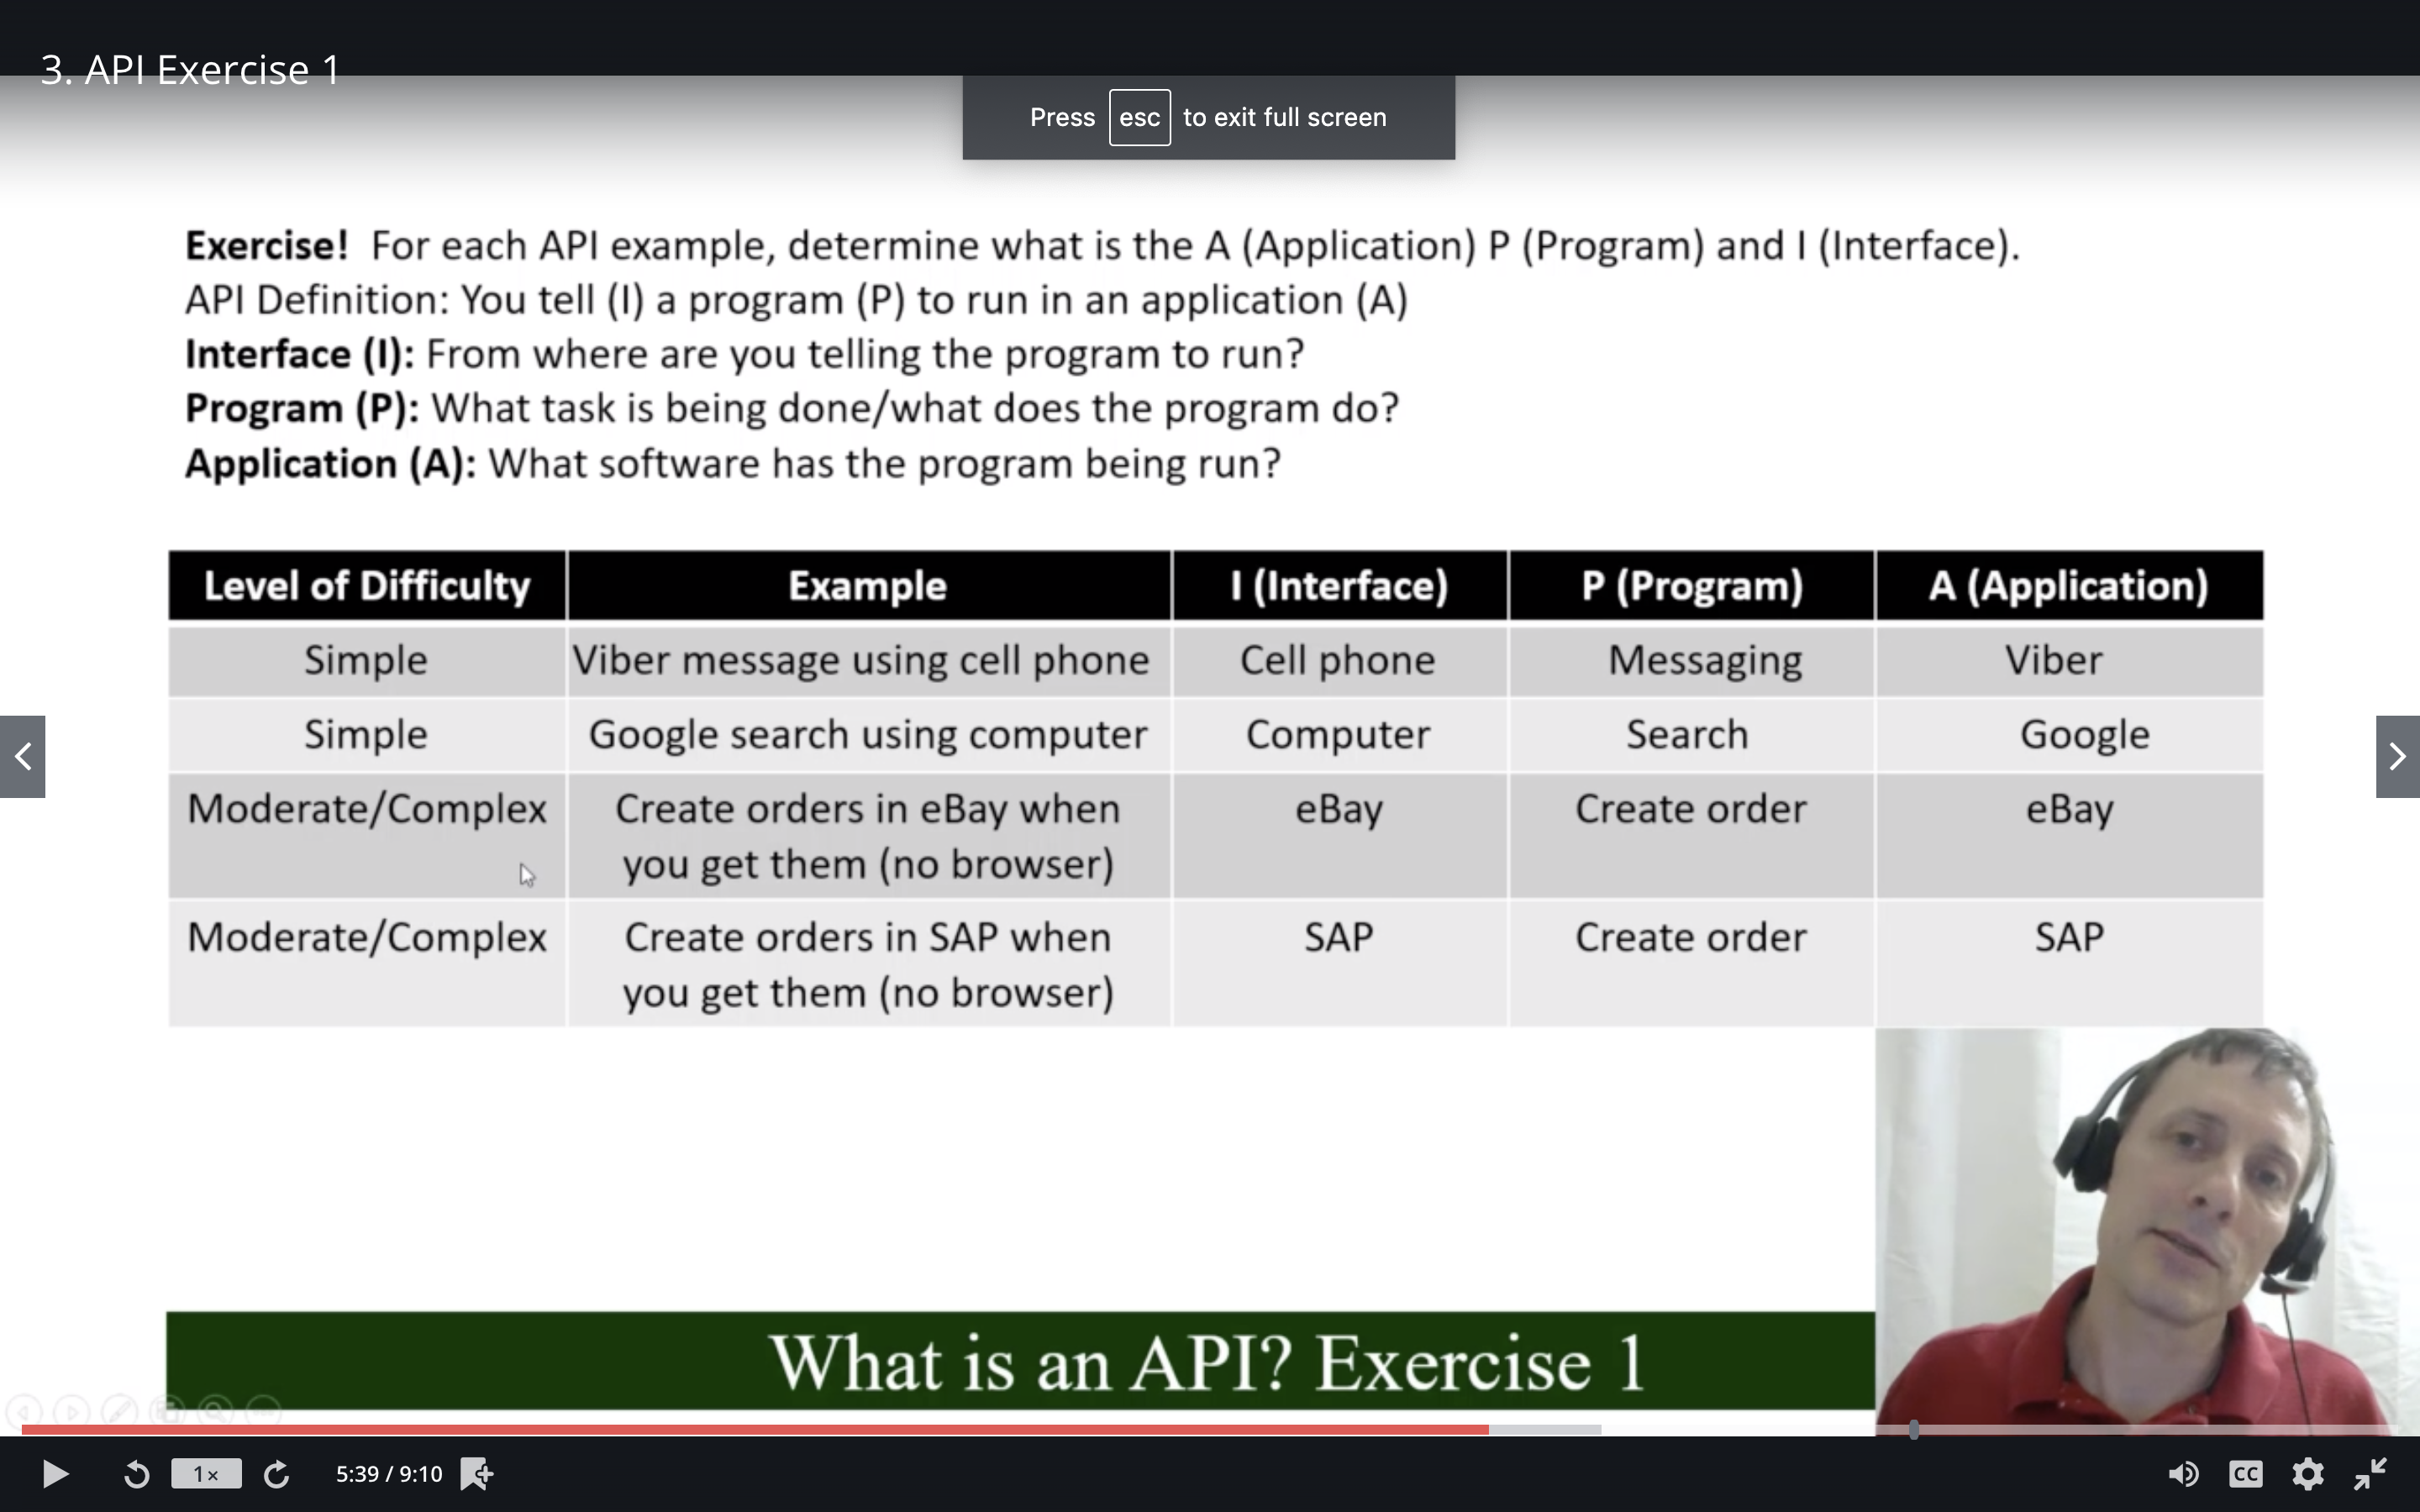 3. API Exercise 1
Press esc to exit full screen
Exercise! For each API example, determine what is the A (Application) P (Program) and I (Interface).
API Definition: You tell (I) a program (P) to run in an application (A)
Interface (I): From where are you telling the program to run?
Program (P): What task is being done/what does the program do?
Application (A): What software has the program being run?
Level of Difficulty Example I (Interface) P (Program) A (Application)
Simple Viber message using cell phone Cell phone Messaging Viber
Simple Google search using computer Computer Search Google
Moderate/Complex Create orders in eBay when eBay Create order eBay
you get them (no browser)
Moderate/Complex Create orders in SAP when SAP Create order SAP
you get them (no browser)
What is an API? Exercise 1
1x 5:39 / 9:10 CC